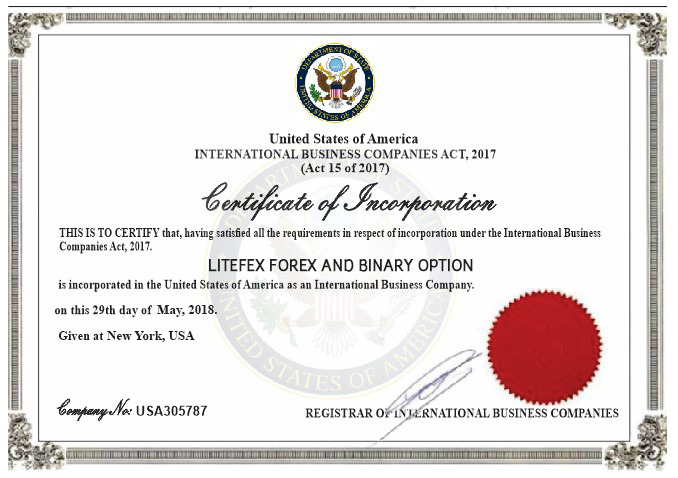 DEPARTMENT OF STATE
UNITED STATES OF AMERICA
United States of America
INTERNATIONAL BUSINESS COMPANIES ACT, 2017
(Act 15 of 2017)
Certificate of Incorporation
THIS IS TO CERTIFY that, having satisfied all the requirements in respect of incorporation under the International Business
Companies Act, 2017.
LITEFEX FOREX AND BINARY OPTION
is incorporated in the United States of America as an International Business Company.
on this 29th day of May, 2018.
Given at New York, USA
Company No: USA305787
REGISTRAR OF INTERNATIONAL BUSINESS COMPANIES